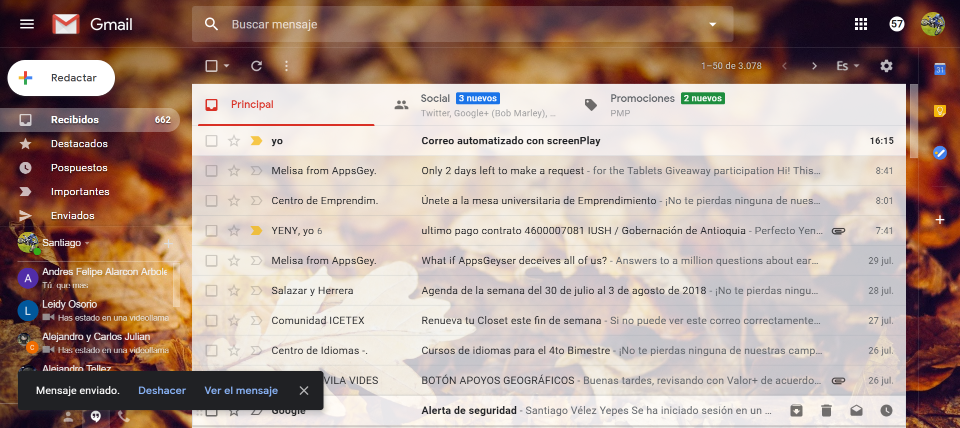 Gmail
Buscar mensaje
57
Redactar
1–50 de 3.078
Es
31
Recibidos 662
Destacados
Pospuestos
Importantes
Enviados
Santiago
A Andres Felipe Alarcon Arbole
Tú: que mas
L Leidy Osorio
Has estado en una videollama
C Alejandro y Carlos Julian
Has estado en una videollama
Alejandro Tellez
Principal
Social 3 nuevos
Twitter, Google+ (Bob Marley), ...
Promociones 2 nuevos
PMP
yo Correo automatizado con screenPlay 16:15
Melisa from AppsGey. Only 2 days left to make a request - for the Tablets Giveaway participation Hi! This... 8:41
Centro de Emprendim. Únete a la mesa universitaria de Emprendimiento - ¡No te pierdas ninguna de nues... 8:01
YENY, yo 6 ultimo pago contrato 4600007081 IUSH / Gobernación de Antioquia - Perfecto Yen... 7:41
Melisa from AppsGey. What if AppsGeyser deceives all of us? - Answers to a million questions about ear... 29 jul.
Salazar y Herrera Agenda de la semana del 30 de julio al 3 de agosto de 2018 - ¡No te pierdas ningu... 28 jul.
Comunidad ICETEX Renueva tu Closet este fin de semana - Si no puede ver este correo correctamente... 27 jul.
Centro de Idiomas -. Cursos de idiomas para el 4to Bimestre - ¡No te pierdas ninguna de nuestras camp... 26 jul.
VILA VIDES BOTÓN APOYOS GEOGRÁFICOS - Buenas tardes, revisando con Valor+ de acuerdo... 26 jul.
Google Alerta de seguridad - Santiago Vélez Yepes Se ha iniciado sesión en un ...
Mensaje enviado. Deshacer Ver el mensaje